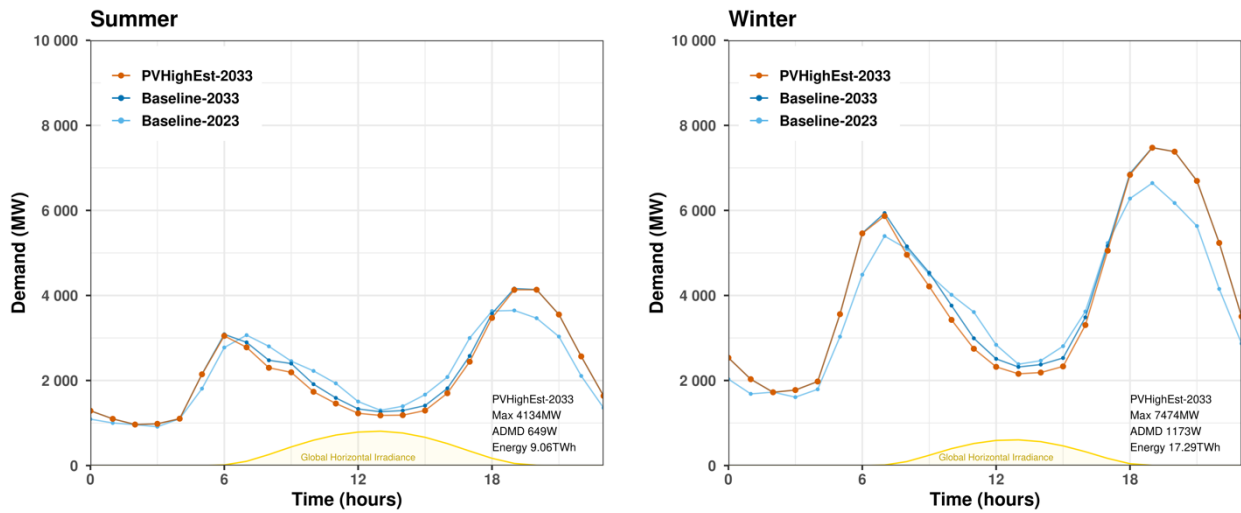 Summer
10 000
8 000
6 000
4 000
2 000
0
Demand (MW)
PVHighEst-2033
Baseline-2033
Baseline-2023
PVHighEst-2033
Max 4134MW
ADMD 649W
Energy 9.06TWh
Global Horizontal Irradiance
0 6 12 18
Time (hours)
Winter
10 000
8 000
6 000
4 000
2 000
0
Demand (MW)
PVHighEst-2033
Baseline-2033
Baseline-2023
PVHighEst-2033
Max 7474MW
ADMD 1173W
Energy 17.29TWh
Global Horizontal Irradiance
0 6 12 18
Time (hours)